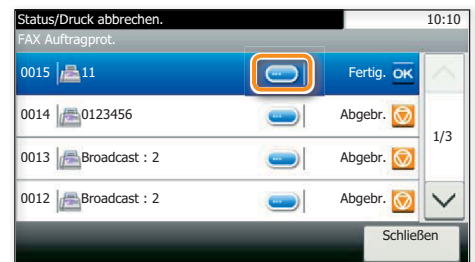 Status/Druck abbrechen. 10:10
FAX Auftragprot.
0015 11 Fertig. OK
0014 0123456 Abgebr.
1/3
0013 Broadcast : 2 Abgebr.
0012 Broadcast : 2 Abgebr.
Schließen